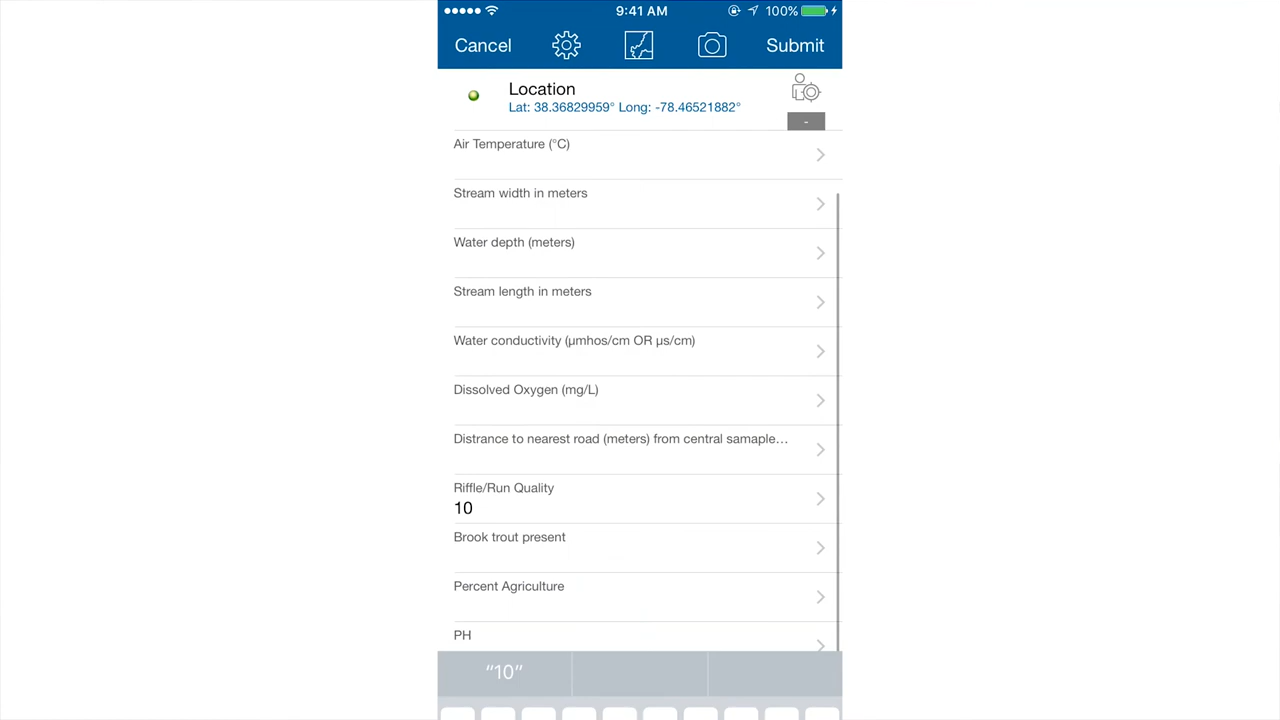 9:41 AM 100%
Cancel Submit
Location
Lat: 38.36829959° Long: -78.46521882°
-
Air Temperature (°C)
Stream width in meters
Water depth (meters)
Stream length in meters
Water conductivity (µmhos/cm OR µs/cm)
Dissolved Oxygen (mg/L)
Distrance to nearest road (meters) from central samaple…
Riffle/Run Quality
10
Brook trout present
Percent Agriculture
PH
“10”